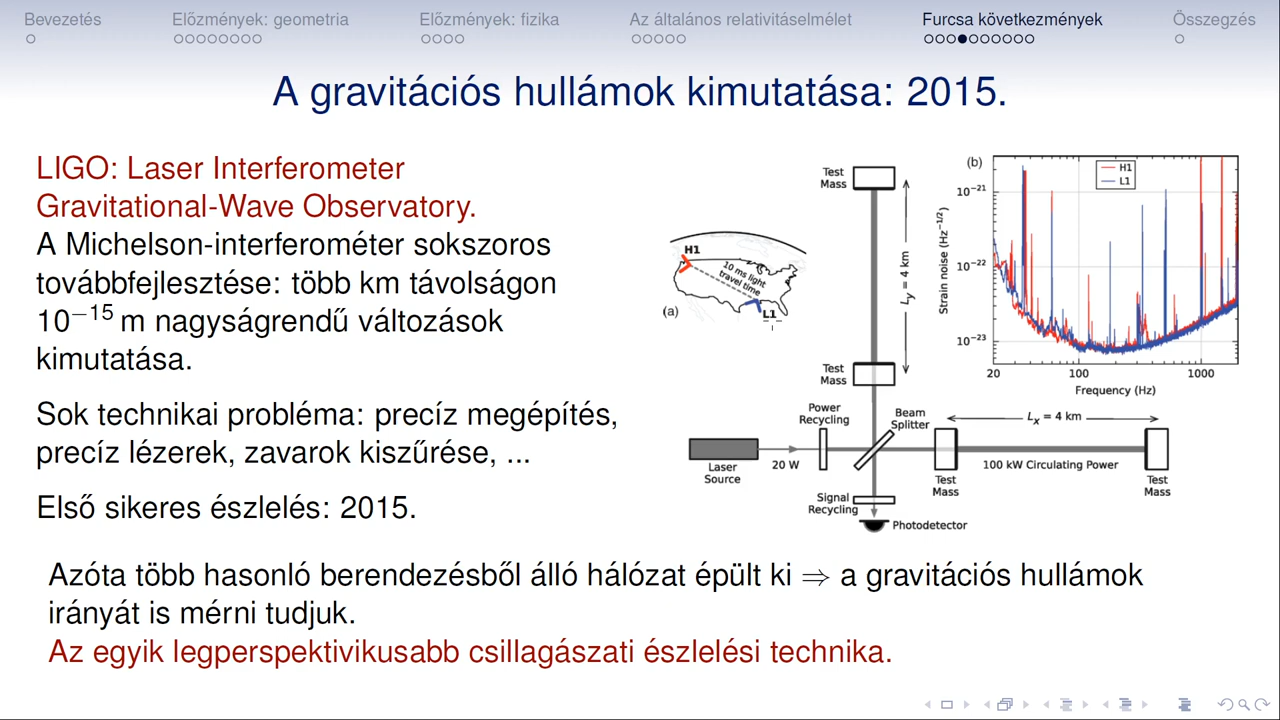 Bevezetés
Előzmények: geometria
Előzmények: fizika
Az általános relativitáselmélet
Furcsa következmények
Összegzés
A gravitációs hullámok kimutatása: 2015.
LIGO: Laser Interferometer
Gravitational-Wave Observatory.
A Michelson-interferométer sokszoros
továbbfejlesztése: több km távolságon
10⁻¹⁵ m nagyságrendű változások
kimutatása.
Sok technikai probléma: precíz megépítés,
precíz lézerek, zavarok kiszűrése, ...
Első sikeres észlelés: 2015.
H1
10 ms light
travel time
L1
(a)
Test
Mass
L_y = 4 km
Test
Mass
Power
Recycling
Beam
Splitter
L_x = 4 km
Laser
Source
20 W
100 kW Circulating Power
Test
Mass
Test
Mass
Signal
Recycling
Photodetector
(b)
H1
L1
Strain noise (Hz⁻¹/²)
10⁻²¹
10⁻²²
10⁻²³
20
100
1000
Frequency (Hz)
Azóta több hasonló berendezésből álló hálózat épült ki ⇒ a gravitációs hullámok
irányát is mérni tudjuk.
Az egyik legperspektivikusabb csillagászati észlelési technika.